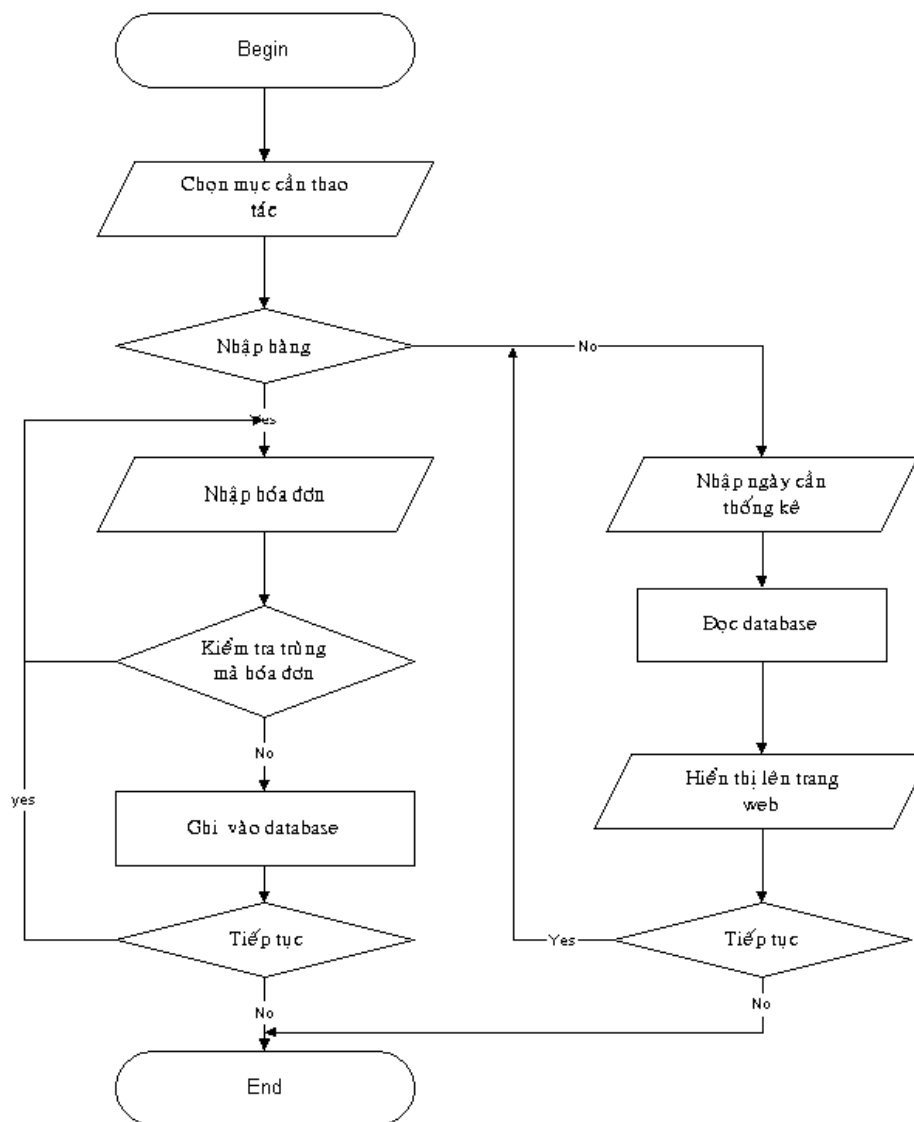 Begin
Chọn mục cần thao
tác
Nhập hàng
No
Yes
Nhập hóa đơn
Nhập ngày cần
thống kê
Kiểm tra trùng
mà hóa đơn
Đọc database
No
Hiển thị lên trang
web
yes
Ghi vào database
Tiếp tục
Yes
Tiếp tục
No
No
End